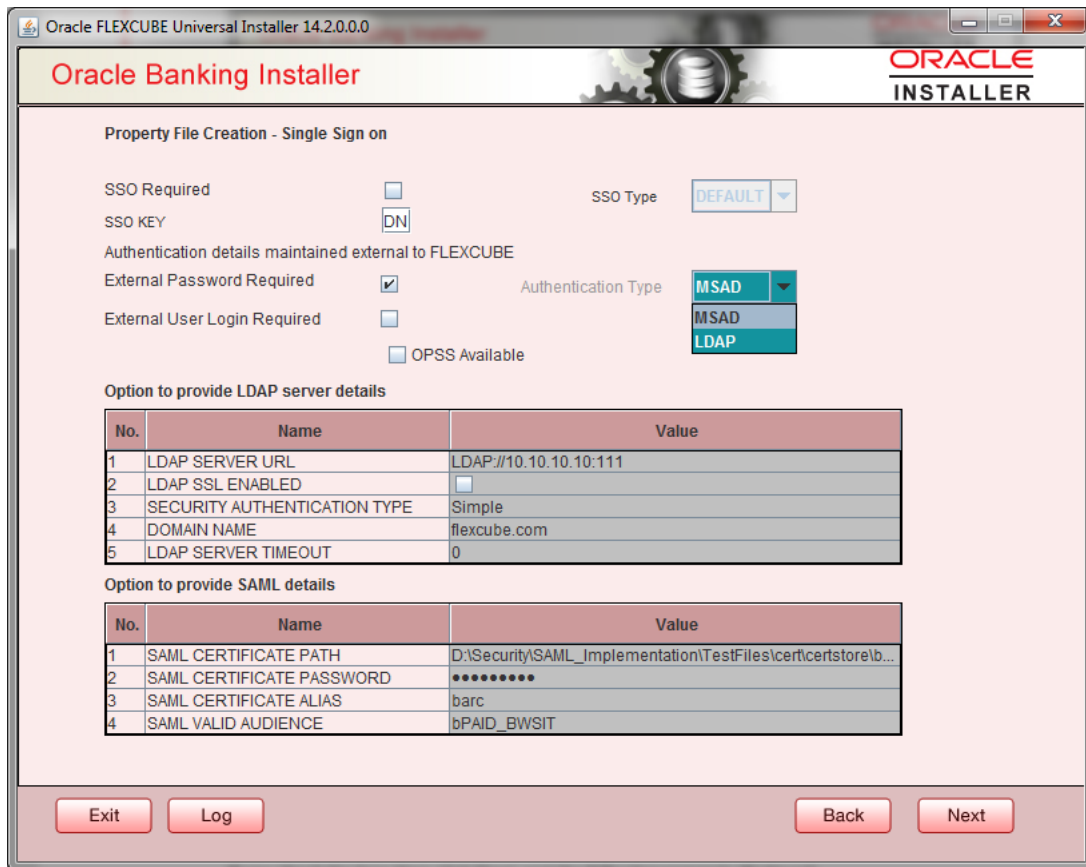 Oracle FLEXCUBE Universal Installer 14.2.0.0.0
Oracle Banking Installer
ORACLE
INSTALLER
Property File Creation - Single Sign on
SSO Required
SSO Type DEFAULT
SSO KEY DN
Authentication details maintained external to FLEXCUBE
External Password Required
Authentication Type MSAD
External User Login Required
MSAD
LDAP
OPSS Available
Option to provide LDAP server details
No. Name Value
1 LDAP SERVER URL LDAP://10.10.10.10:111
2 LDAP SSL ENABLED
3 SECURITY AUTHENTICATION TYPE Simple
4 DOMAIN NAME flexcube.com
5 LDAP SERVER TIMEOUT 0
Option to provide SAML details
No. Name Value
1 SAML CERTIFICATE PATH D:\Security\SAML_Implementation\TestFiles\cert\certstore\b...
2 SAML CERTIFICATE PASSWORD •••••••••
3 SAML CERTIFICATE ALIAS barc
4 SAML VALID AUDIENCE bPAID_BWSIT
Exit Log Back Next